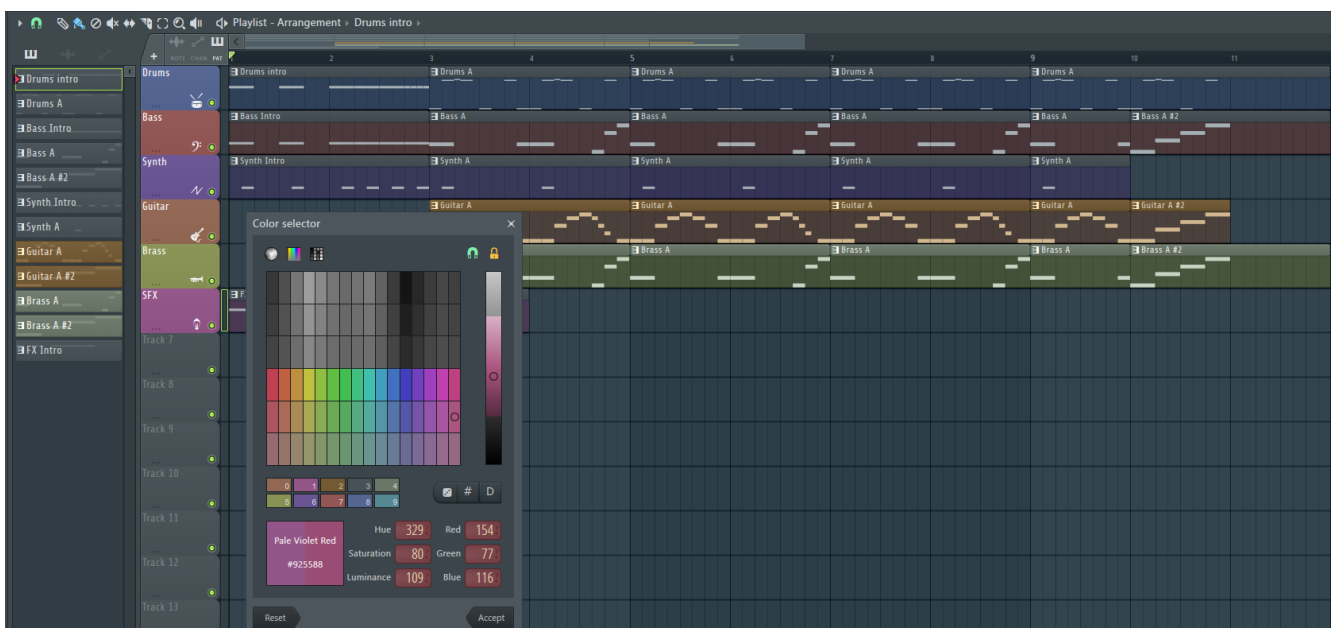 Playlist - Arrangement › Drums intro ›
NOTE CHAN PAT
1 2 3 4 5 6 7 8 9 10 11
Drums intro
Drums A
Bass Intro
Bass A
Bass A #2
Synth Intro
Synth A
Guitar A
Guitar A #2
Brass A
Brass A #2
FX Intro
Drums
Drums intro Drums A Drums A Drums A Drums A
Bass
Bass Intro Bass A Bass A Bass A Bass A Bass A #2
Synth
Synth Intro Synth A Synth A Synth A Synth A
Guitar
Guitar A Guitar A Guitar A Guitar A Guitar A #2
Brass
Brass A Brass A Brass A Brass A #2
SFX
F
Track 7
Track 8
Track 9
Track 10
Track 11
Track 12
Track 13
Color selector
0 1 2 3 4
5 6 7 8 9
# D
Pale Violet Red
#925588
Hue 329 Red 154
Saturation 80 Green 77
Luminance 109 Blue 116
Reset Accept